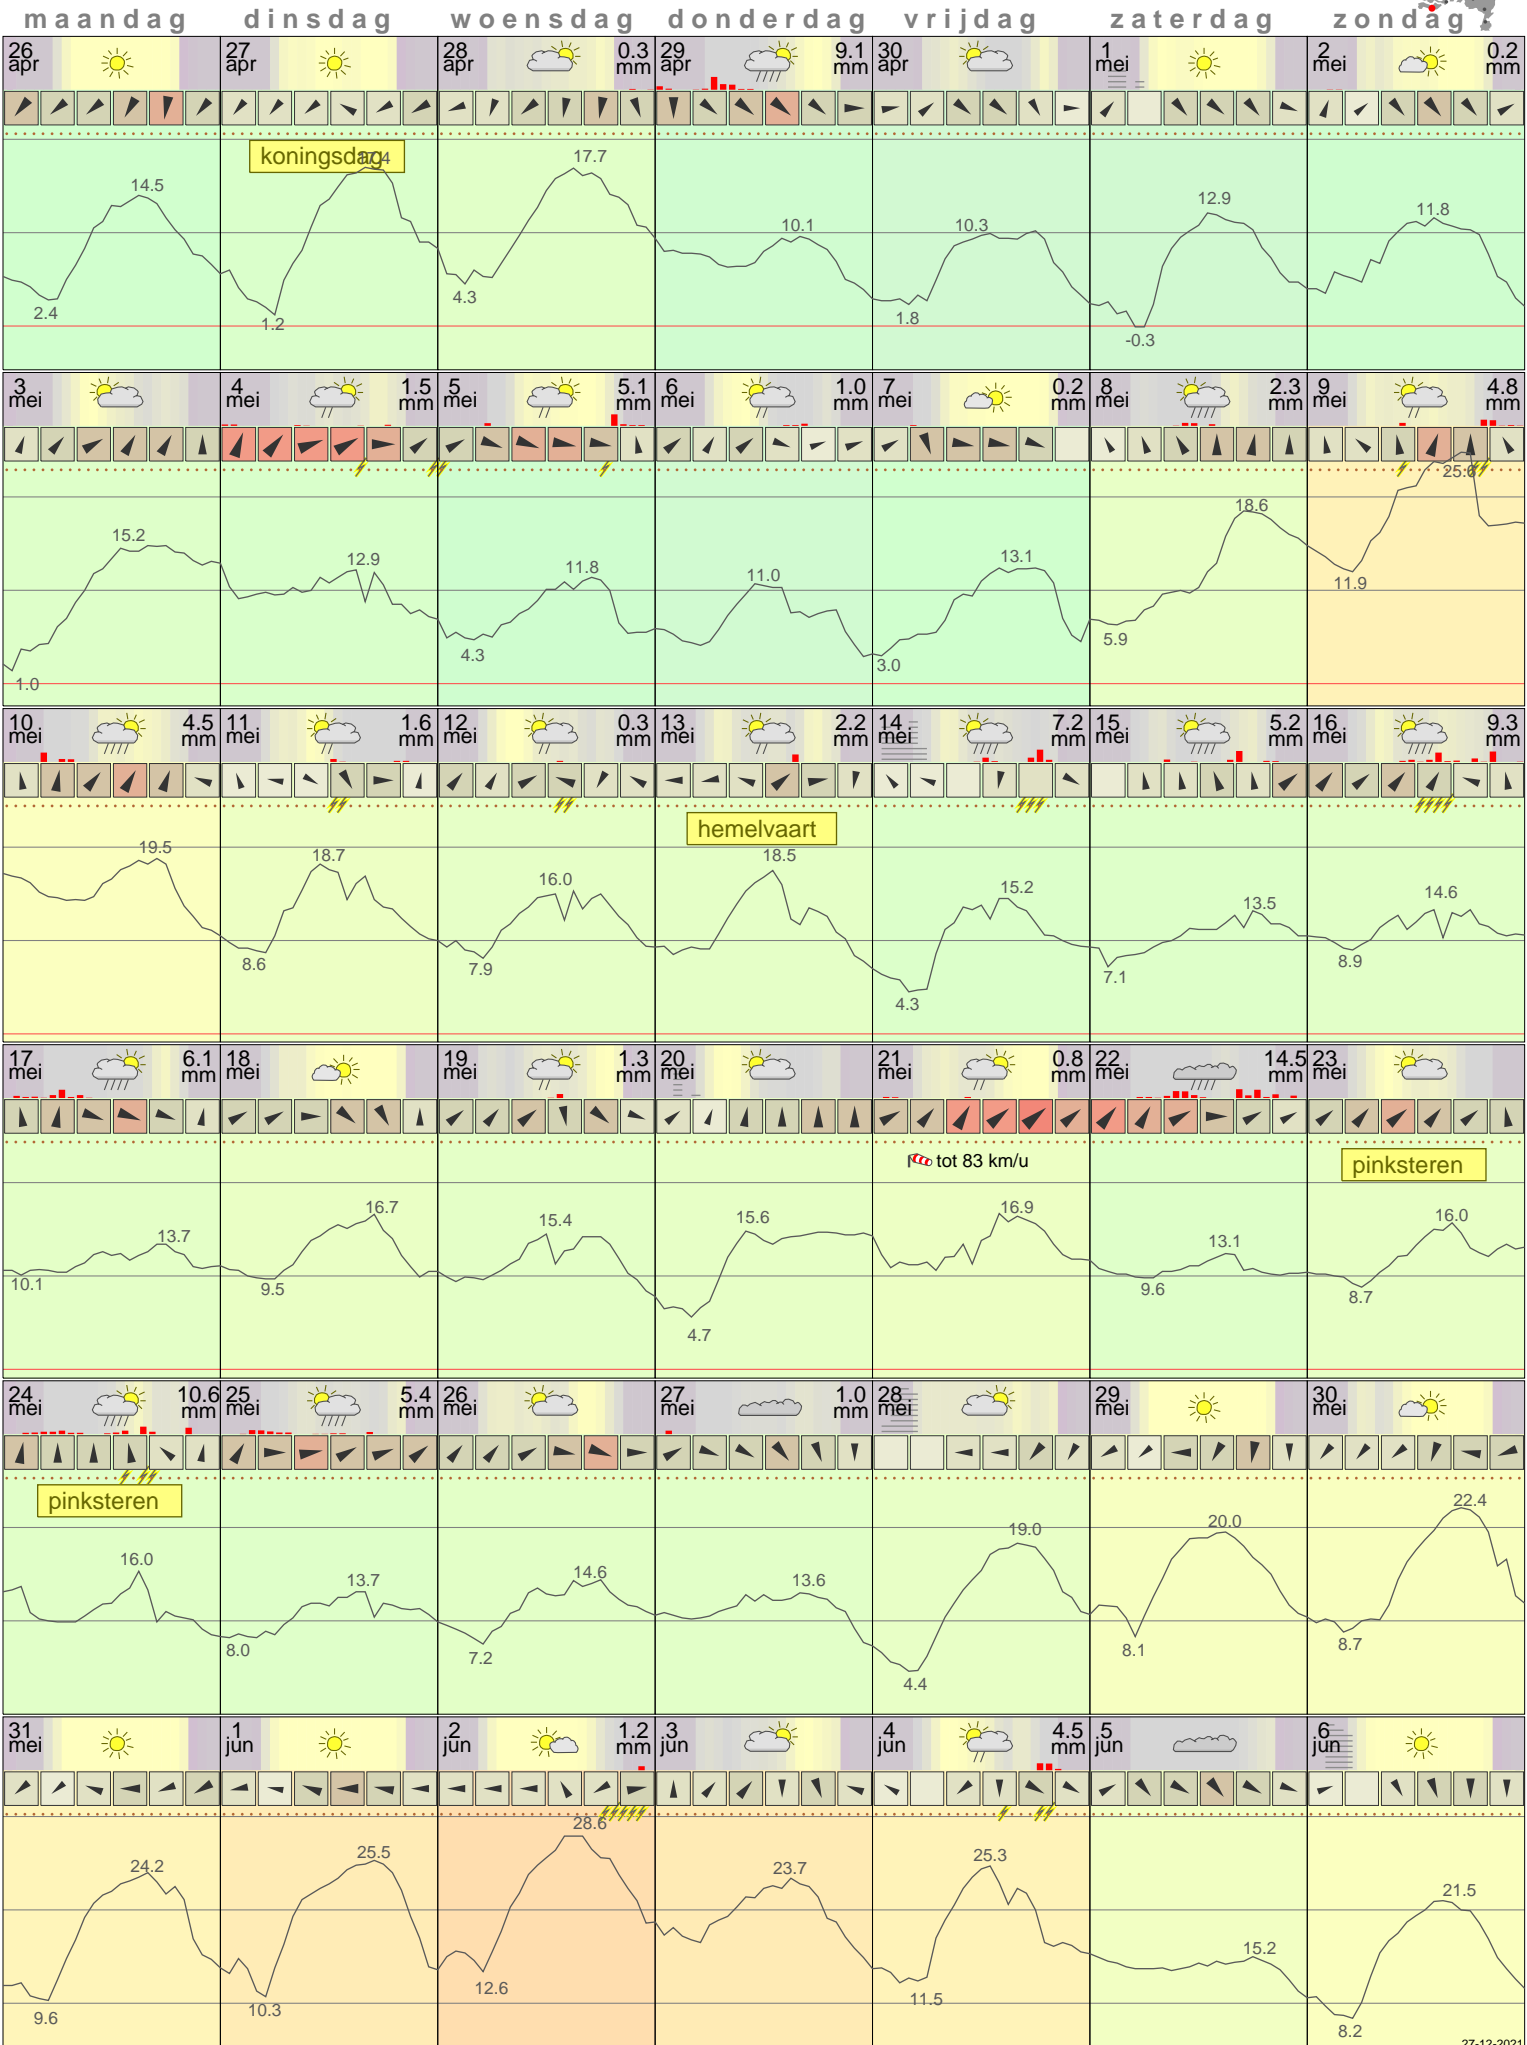 maandag dinsdag woensdag donderdag vrijdag zaterdag zondag
26 27 28 0.3 29 9.1 30 1 2 0.2
apr apr apr mm apr mm apr mei mei mm
koningsdag
14.5 17.4 17.7 10.1 10.3 12.9 11.8
2.4 1.2 4.3 1.8 -0.3
3 4 1.5 5 5.1 6 1.0 7 0.2 8 2.3 9 4.8
mei mei mm mei mm mei mm mei mm mei mm mei mm
15.2 12.9 11.8 11.0 13.1 18.6
1.0 4.3 3.0 5.9 11.9
10 4.5 11 1.6 12 0.3 13 2.2 14 7.2 15 5.2 16 9.3
mei mm mei mm mei mm mei mm mei mm mei mm mei mm
hemelvaart
19.5 18.7 16.0 18.5 15.2 13.5 14.6
8.6 7.9 4.3 7.1 8.9
17 6.1 18 19 1.3 20 21 0.8 22 14.5 23
mei mm mei mei mm mei mei mm mei mm mei
tot 83 km/u
pinksteren
13.7 16.7 15.4 15.6 16.9 13.1 16.0
10.1 9.5 4.7 9.6 8.7
24 10.6 25 5.4 26 27 1.0 28 29 30
mei mm mei mm mei mei mm mei mei mei
pinksteren
16.0 13.7 14.6 13.6 19.0 20.0 22.4
8.0 7.2 4.4 8.1 8.7
31 1 2 1.2 3 4 4.5 5 6
mei jun jun mm jun jun mm jun jun
24.2 25.5 28.6 23.7 25.3 15.2 21.5
9.6 10.3 12.6 11.5 8.2
27-12-2021